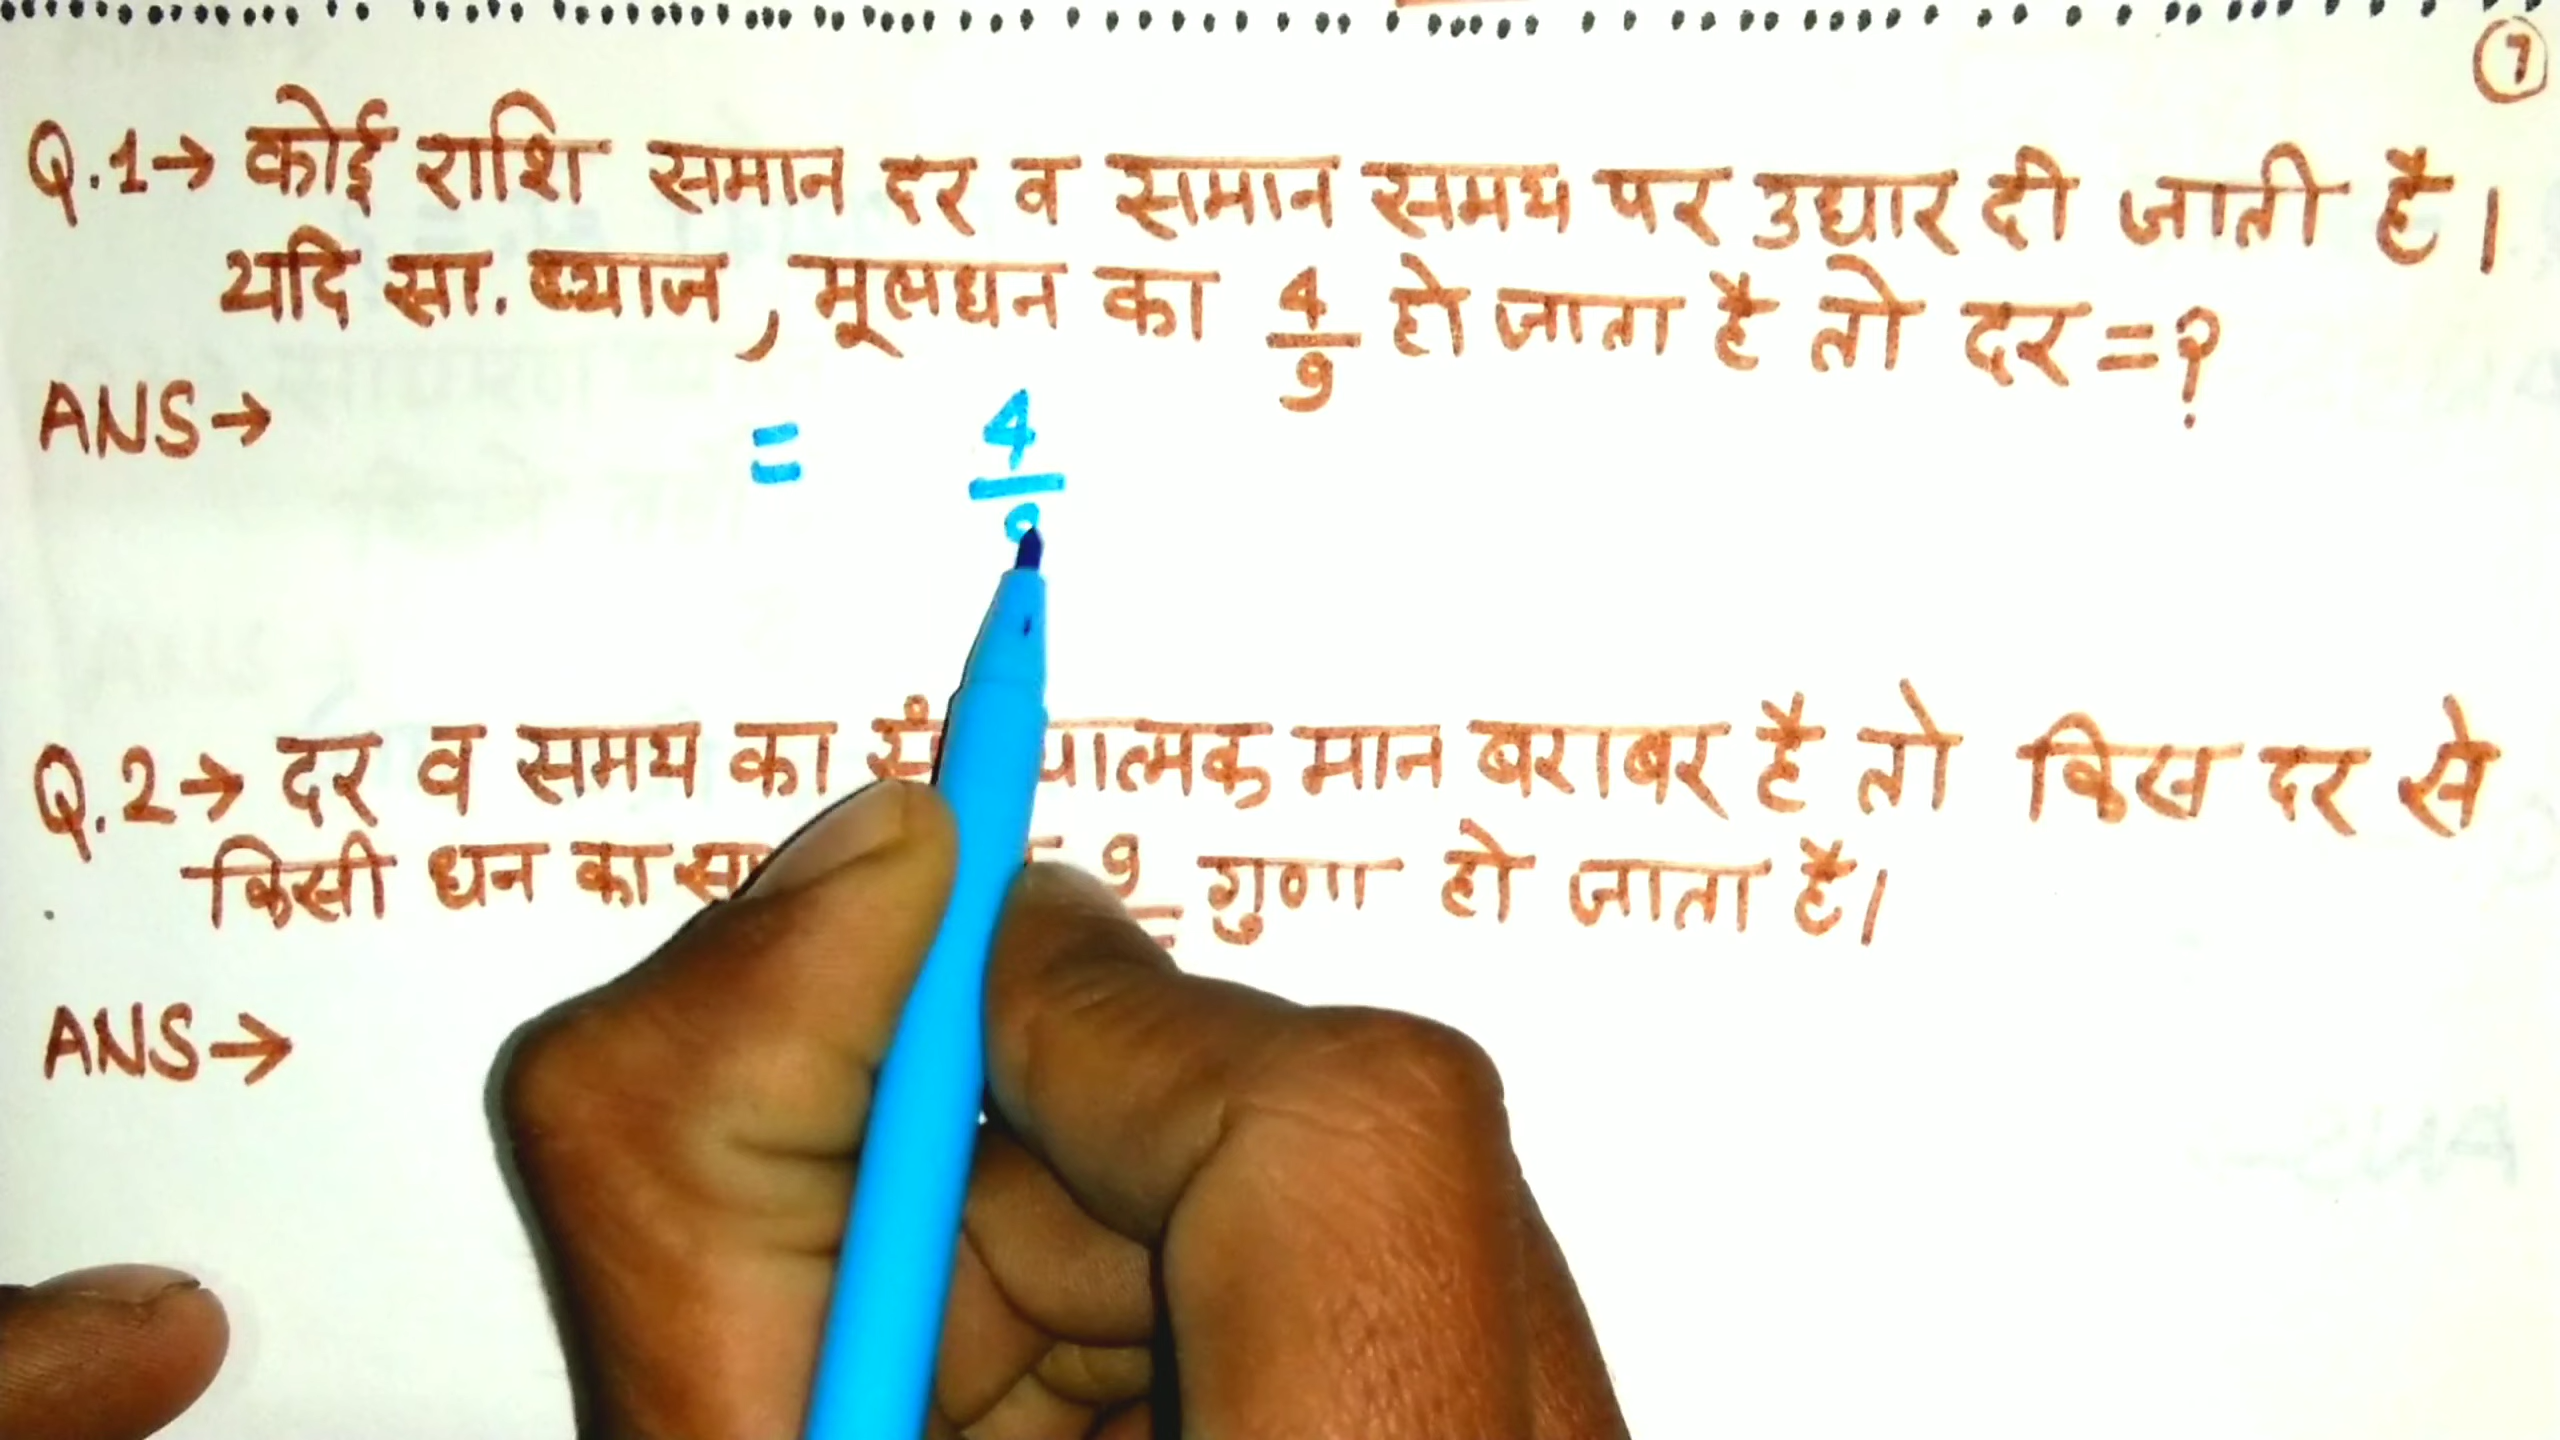 7
Q.1→ कोई राशि समान दर व समान समय पर उधार दी जाती है।
यदि सा. ब्याज, मूलधन का 4/9 हो जाता है तो दर = ?
ANS→ = 4/9
Q.2→ दर व समय का मान बराबर है तो किस दर से
किसी धन का 9 गुणा हो जाता है।
ANS→